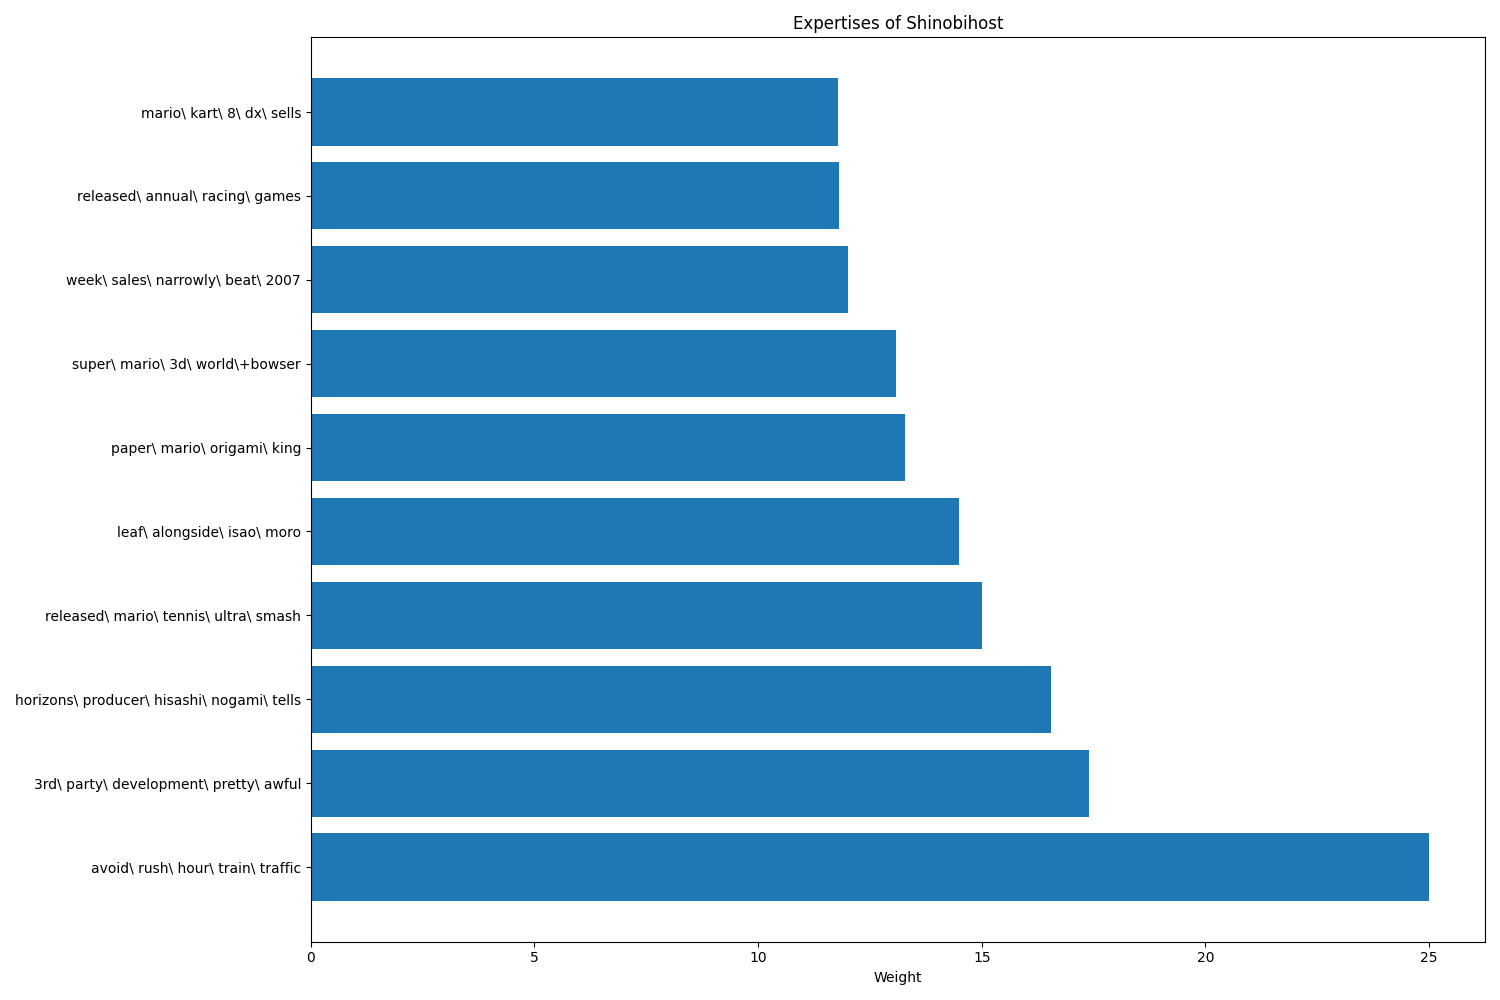 Expertises of Shinobihost
mario\ kart\ 8\ dx\ sells
released\ annual\ racing\ games
week\ sales\ narrowly\ beat\ 2007
super\ mario\ 3d\ world\+bowser
paper\ mario\ origami\ king
leaf\ alongside\ isao\ moro
released\ mario\ tennis\ ultra\ smash
horizons\ producer\ hisashi\ nogami\ tells
3rd\ party\ development\ pretty\ awful
avoid\ rush\ hour\ train\ traffic
0 5 10 15 20 25
Weight